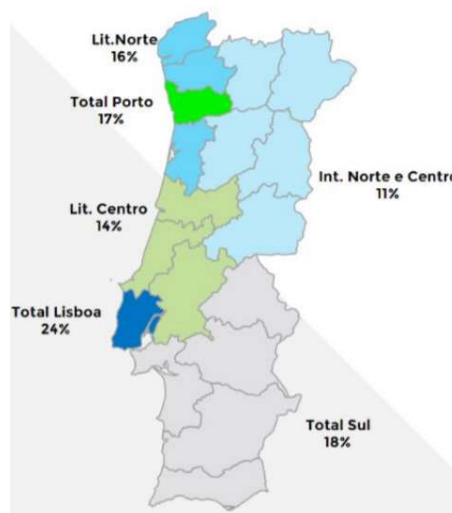 Lit.Norte
16%
Total Porto
17%
Int. Norte e Centro
11%
Lit. Centro
14%
Total Lisboa
24%
Total Sul
18%